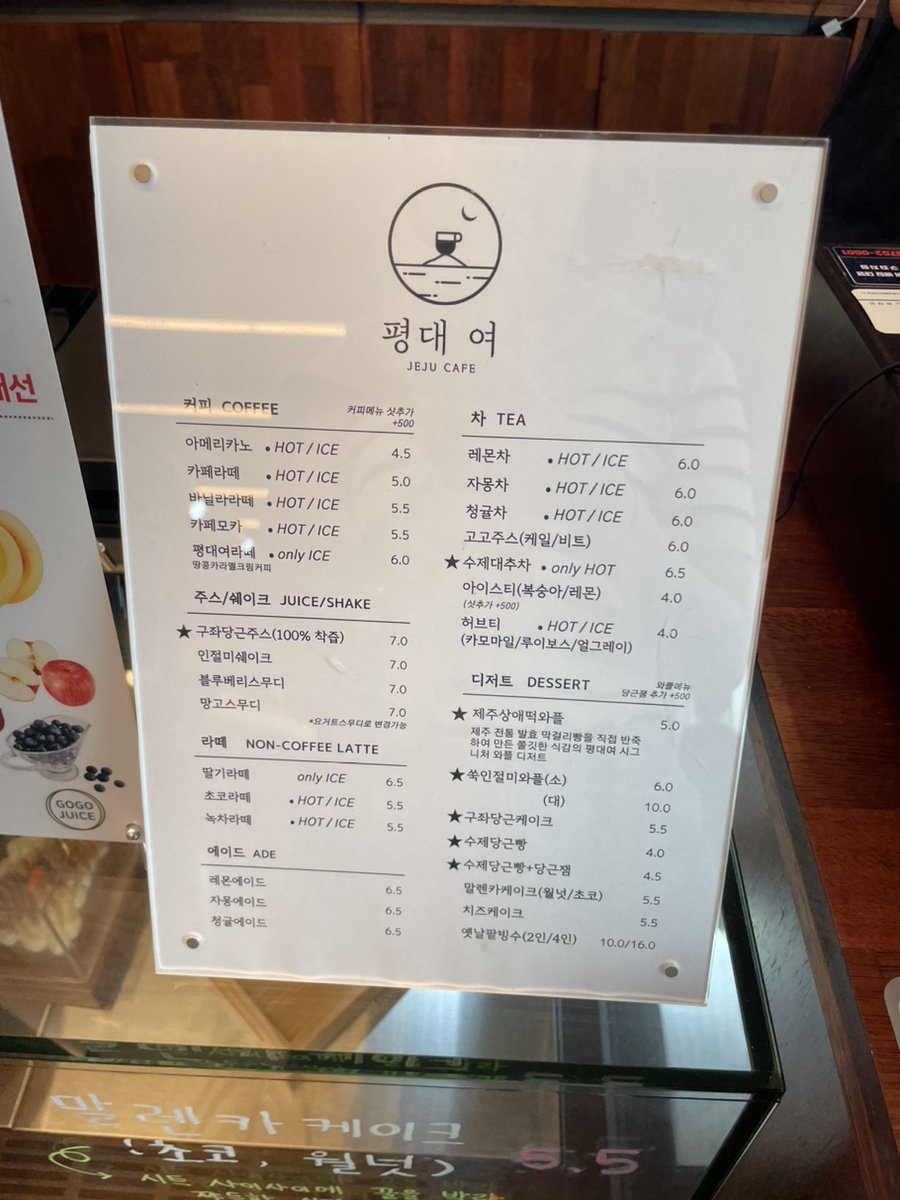 평대 여
JEJU CAFE
커피 COFFEE 커피메뉴 샷추가 +500
아메리카노 • HOT / ICE 4.5
카페라떼 • HOT / ICE 5.0
바닐라라떼 • HOT / ICE 5.5
카페모카 • HOT / ICE 5.5
평대여라떼 • only ICE 6.0
땅콩카라멜크림커피
주스/쉐이크 JUICE/SHAKE
★ 구좌당근주스(100% 착즙) 7.0
인절미쉐이크 7.0
블루베리스무디 7.0
망고스무디 7.0
*요거트스무디로 변경가능
라떼 NON-COFFEE LATTE
딸기라떼 only ICE 6.5
초코라떼 • HOT / ICE 5.5
녹차라떼 • HOT / ICE 5.5
에이드 ADE
레몬에이드 6.5
자몽에이드 6.5
청귤에이드 6.5
차 TEA
레몬차 • HOT / ICE 6.0
자몽차 • HOT / ICE 6.0
청귤차 • HOT / ICE 6.0
고고주스(케일/비트) 6.0
★ 수제대추차 • only HOT 6.5
아이스티(복숭아/레몬) 4.0
(샷추가 +500)
허브티 • HOT / ICE 4.0
(카모마일/루이보스/얼그레이)
디저트 DESSERT 와플메뉴 당근잼 추가 +500
★ 제주상애떡와플 5.0
제주 전통 발효 막걸리빵을 직접 반죽
하여 만든 쫄깃한 식감의 평대여 시그
니처 와플 디저트
★ 쑥인절미와플(소) 6.0
(대) 10.0
★ 구좌당근케이크 5.5
★ 수제당근빵 4.0
★ 수제당근빵+당근잼 4.5
말렌카케이크(월넛/초코) 5.5
치즈케이크 5.5
옛날팥빙수(2인/4인) 10.0/16.0
GOGO
JUICE
말렌카케이크
(초코, 월넛) 5.5
시트 사이사이에 꿀을 바라